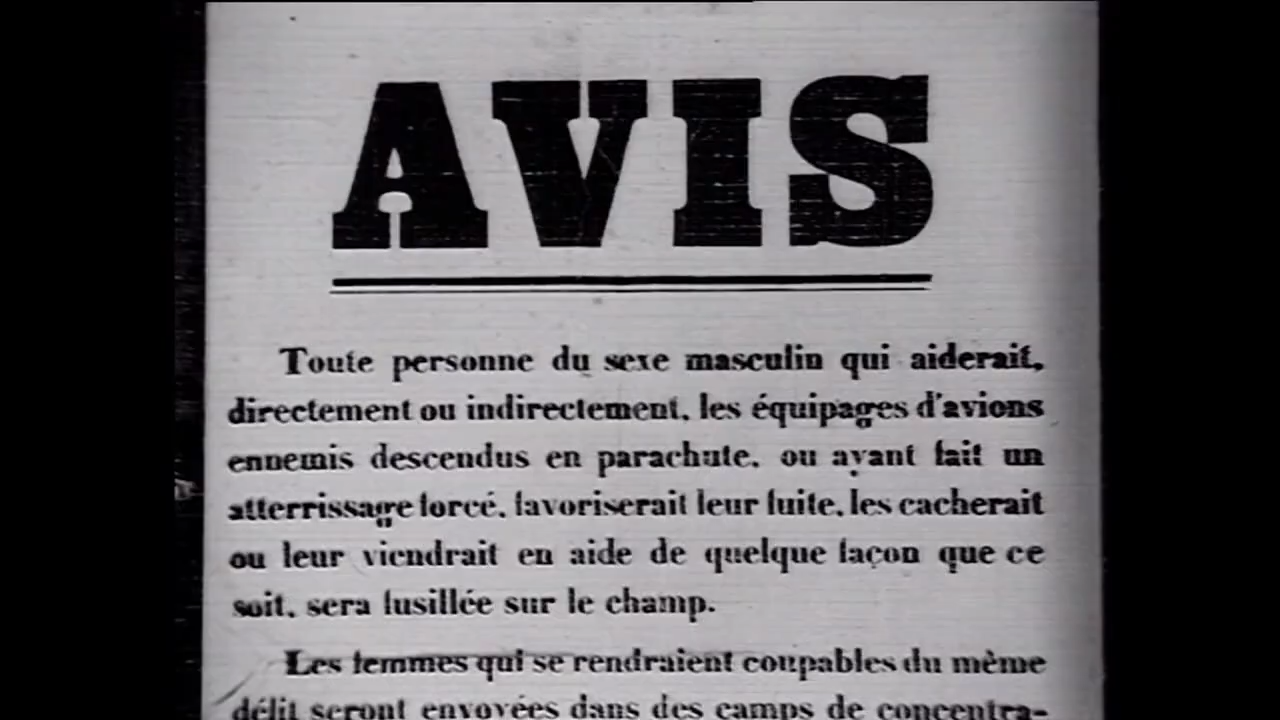 AVIS
Toute personne du sexe masculin qui aiderait,
directement ou indirectement, les équipages d'avions
ennemis descendus en parachute, ou ayant fait un
atterrissage forcé, favoriserait leur fuite, les cacherait
ou leur viendrait en aide de quelque façon que ce
soit, sera fusillée sur le champ.
Les femmes qui se rendraient coupables du même
délit seront envoyées dans des camps de concentra-